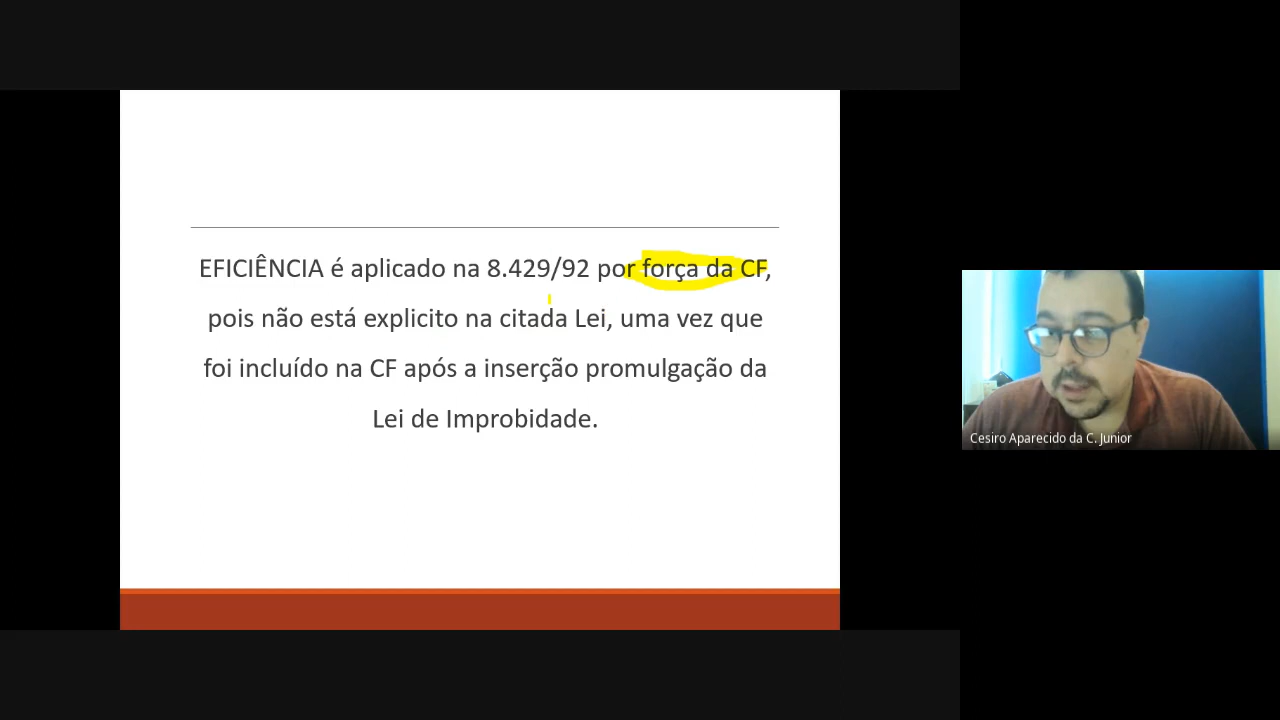 EFICIÊNCIA é aplicado na 8.429/92 por força da CF,
pois não está explicito na citada Lei, uma vez que
foi incluído na CF após a inserção promulgação da
Lei de Improbidade.
Cesiro Aparecido da C. Junior